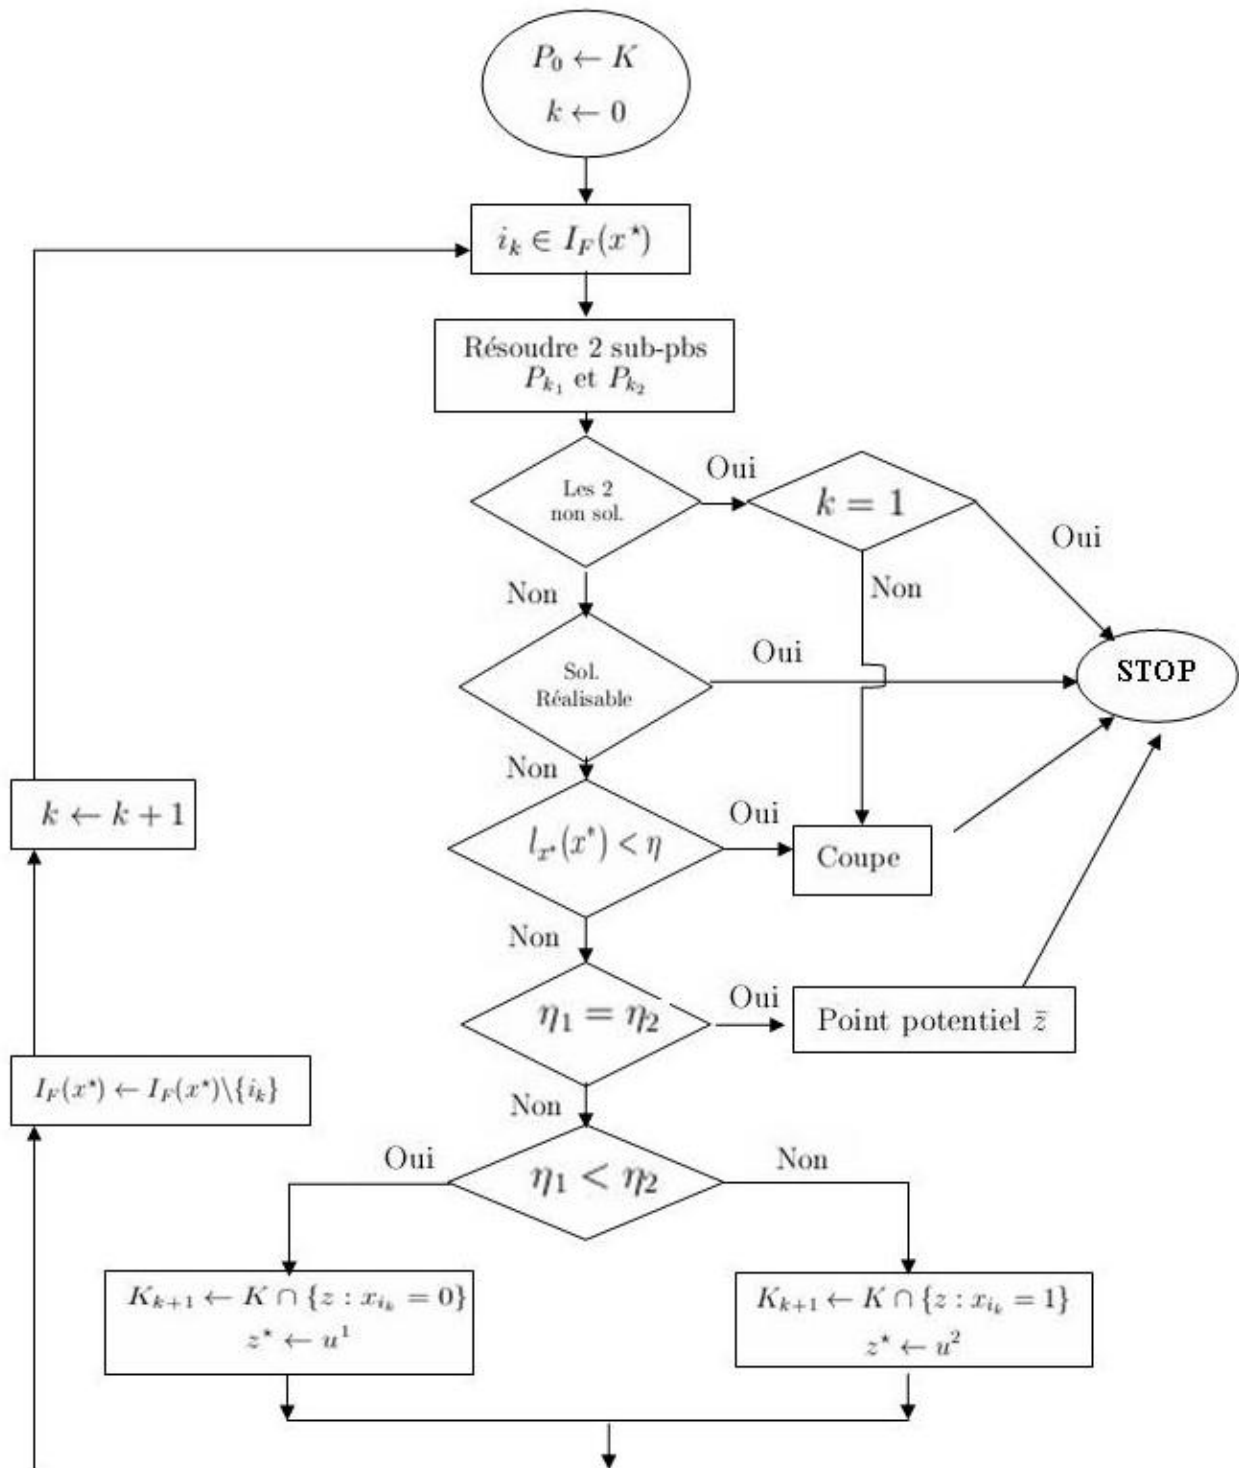 P₀ ← K
k ← 0
i_k ∈ I_F(x*)
Résoudre 2 sub-pbs
P_{k₁} et P_{k₂}
Les 2
non sol.
Oui
k = 1
Oui
Non
Non
Sol.
Réalisable
Oui
STOP
Non
k ← k + 1
l_{x*}(x*) < η
Oui
Coupe
Non
η₁ = η₂
Oui
Point potentiel z̄
I_F(x*) ← I_F(x*)\{i_k}
Non
Oui
η₁ < η₂
Non
K_{k+1} ← K ∩ {z : x_{i_k} = 0}
z* ← u¹
K_{k+1} ← K ∩ {z : x_{i_k} = 1}
z* ← u²